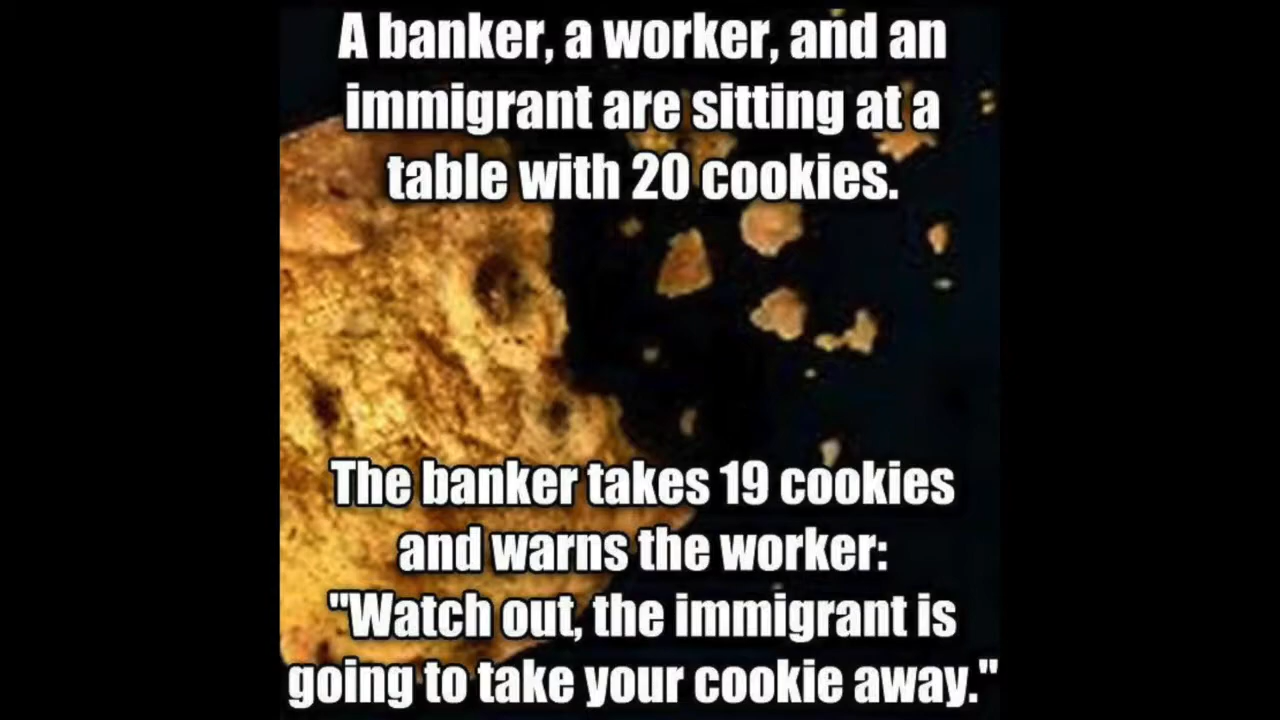 A banker, a worker, and an
immigrant are sitting at a
table with 20 cookies.
The banker takes 19 cookies
and warns the worker:
"Watch out, the immigrant is
going to take your cookie away."